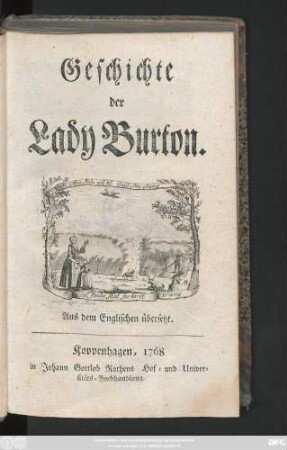 Geschichte
der
Lady Burton.
Aus dem Englischen übersetzt.
Koppenhagen, 1768
in Johann Gottlob Rothens Hof- und Univer-
sitäts-Buchhandlung.